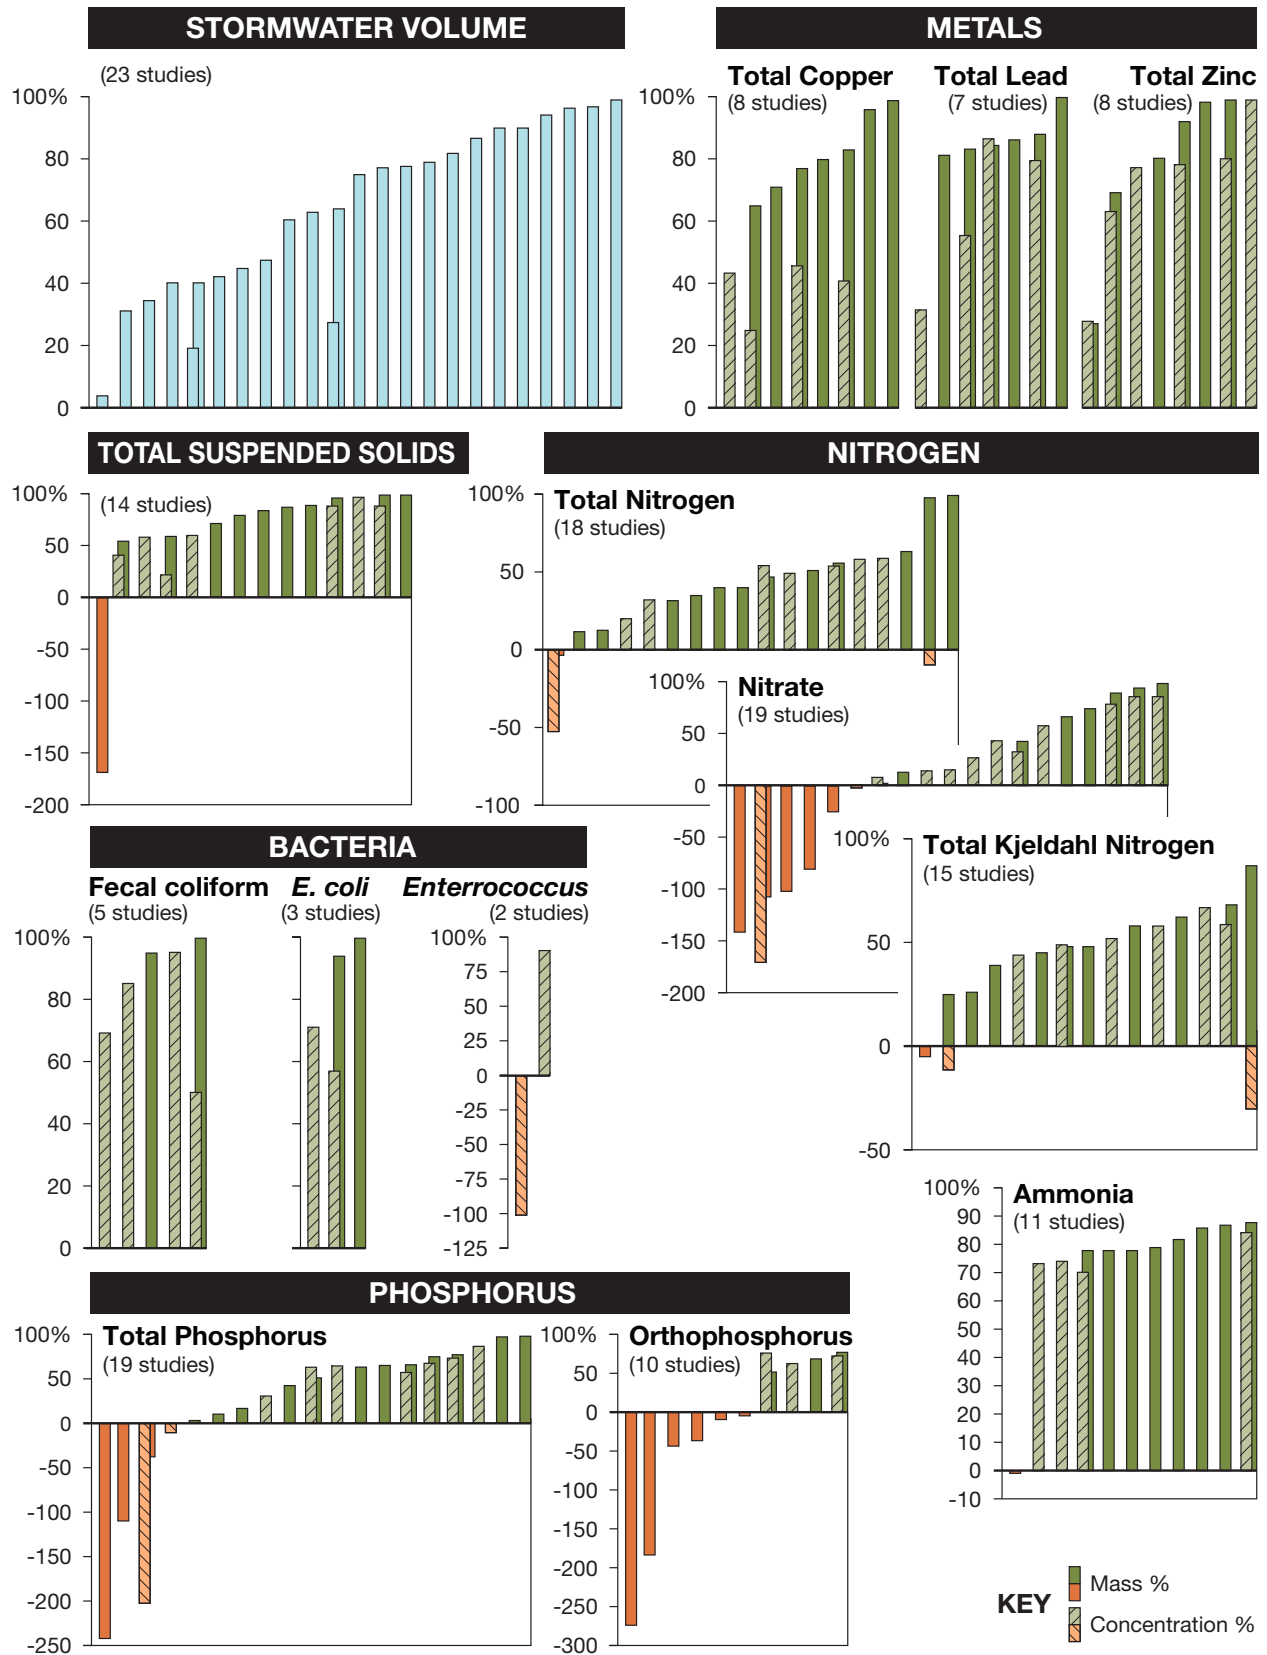 STORMWATER VOLUME
(23 studies)
100%
80
60
40
20
0
METALS
Total Copper
(8 studies)
Total Lead
(7 studies)
Total Zinc
(8 studies)
100%
80
60
40
20
0
TOTAL SUSPENDED SOLIDS
(14 studies)
100%
50
0
-50
-100
-150
-200
NITROGEN
Total Nitrogen
(18 studies)
100%
50
0
-50
-100
Nitrate
(19 studies)
100%
50
0
-50
-100
-150
-200
Total Kjeldahl Nitrogen
(15 studies)
100%
50
0
-50
Ammonia
(11 studies)
100%
90
80
70
60
50
40
30
20
10
0
-10
BACTERIA
Fecal coliform
(5 studies)
100%
80
60
40
20
0
E. coli
(3 studies)
Enterrococcus
(2 studies)
100%
75
50
25
0
-25
-50
-75
-100
-125
PHOSPHORUS
Total Phosphorus
(19 studies)
100%
50
0
-50
-100
-150
-200
-250
Orthophosphorus
(10 studies)
100%
50
0
-50
-100
-150
-200
-250
-300
KEY
Mass %
Concentration %